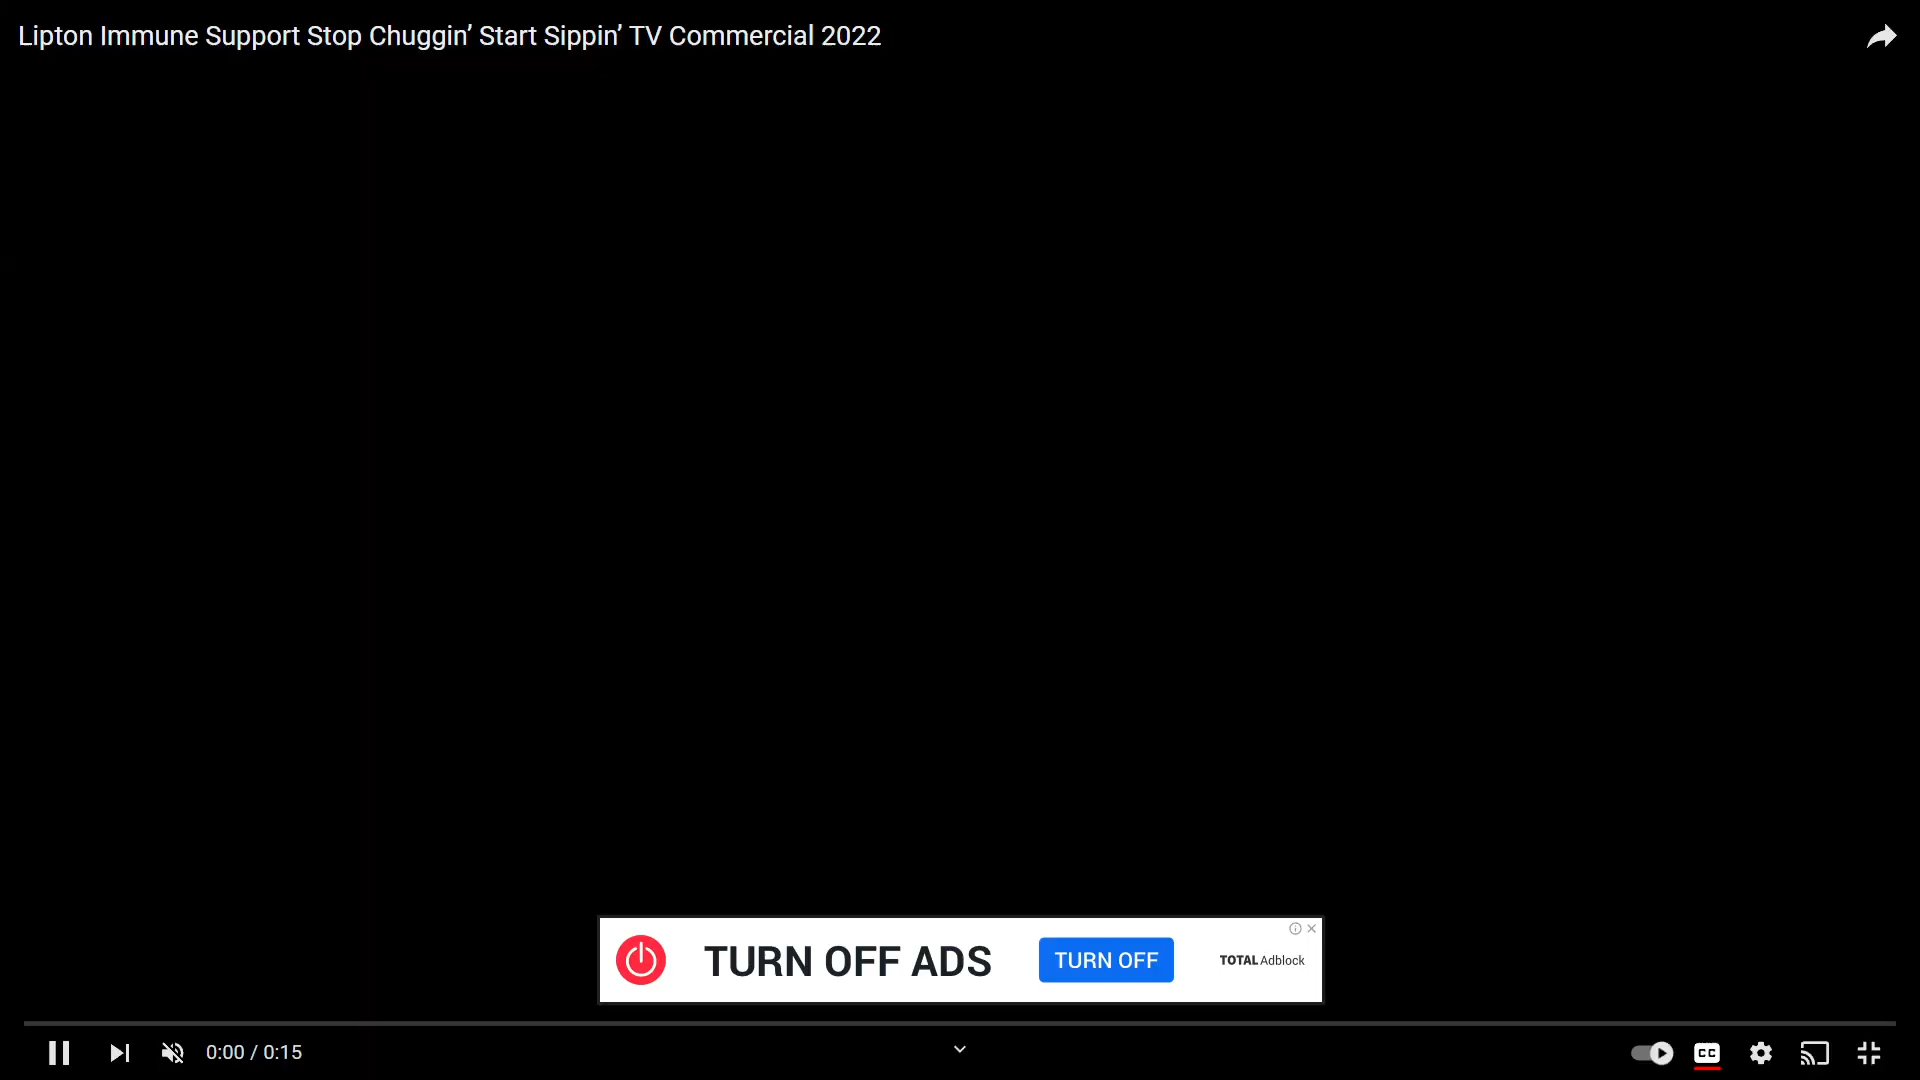 Lipton Immune Support Stop Chuggin’ Start Sippin’ TV Commercial 2022
TURN OFF ADS
TURN OFF
TOTAL Adblock
0:00 / 0:15
CC